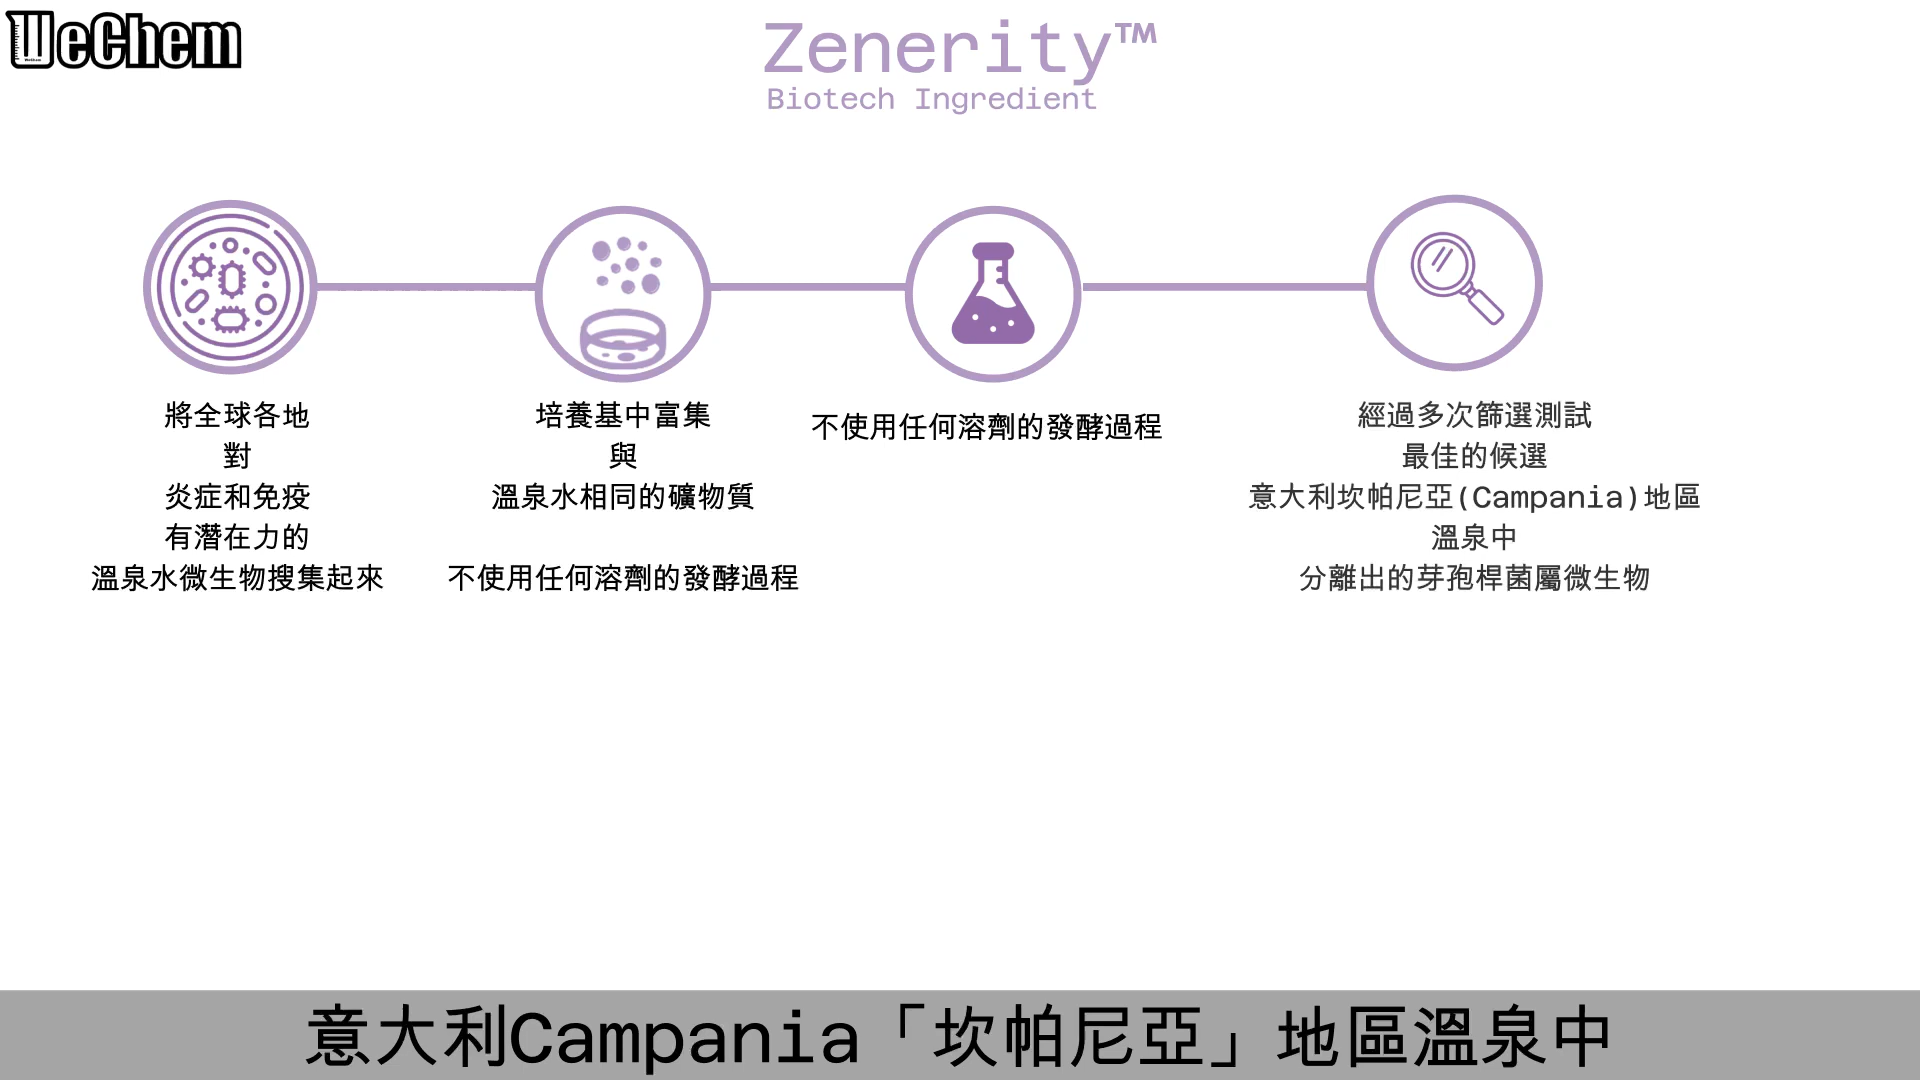 WeChem
Zenerity™
Biotech Ingredient
將全球各地
對
炎症和免疫
有潛在力的
溫泉水微生物搜集起來
培養基中富集
與
溫泉水相同的礦物質
不使用任何溶劑的發酵過程
不使用任何溶劑的發酵過程
經過多次篩選測試
最佳的候選
意大利坎帕尼亞(Campania)地區
溫泉中
分離出的芽孢桿菌屬微生物
意大利Campania「坎帕尼亞」地區溫泉中